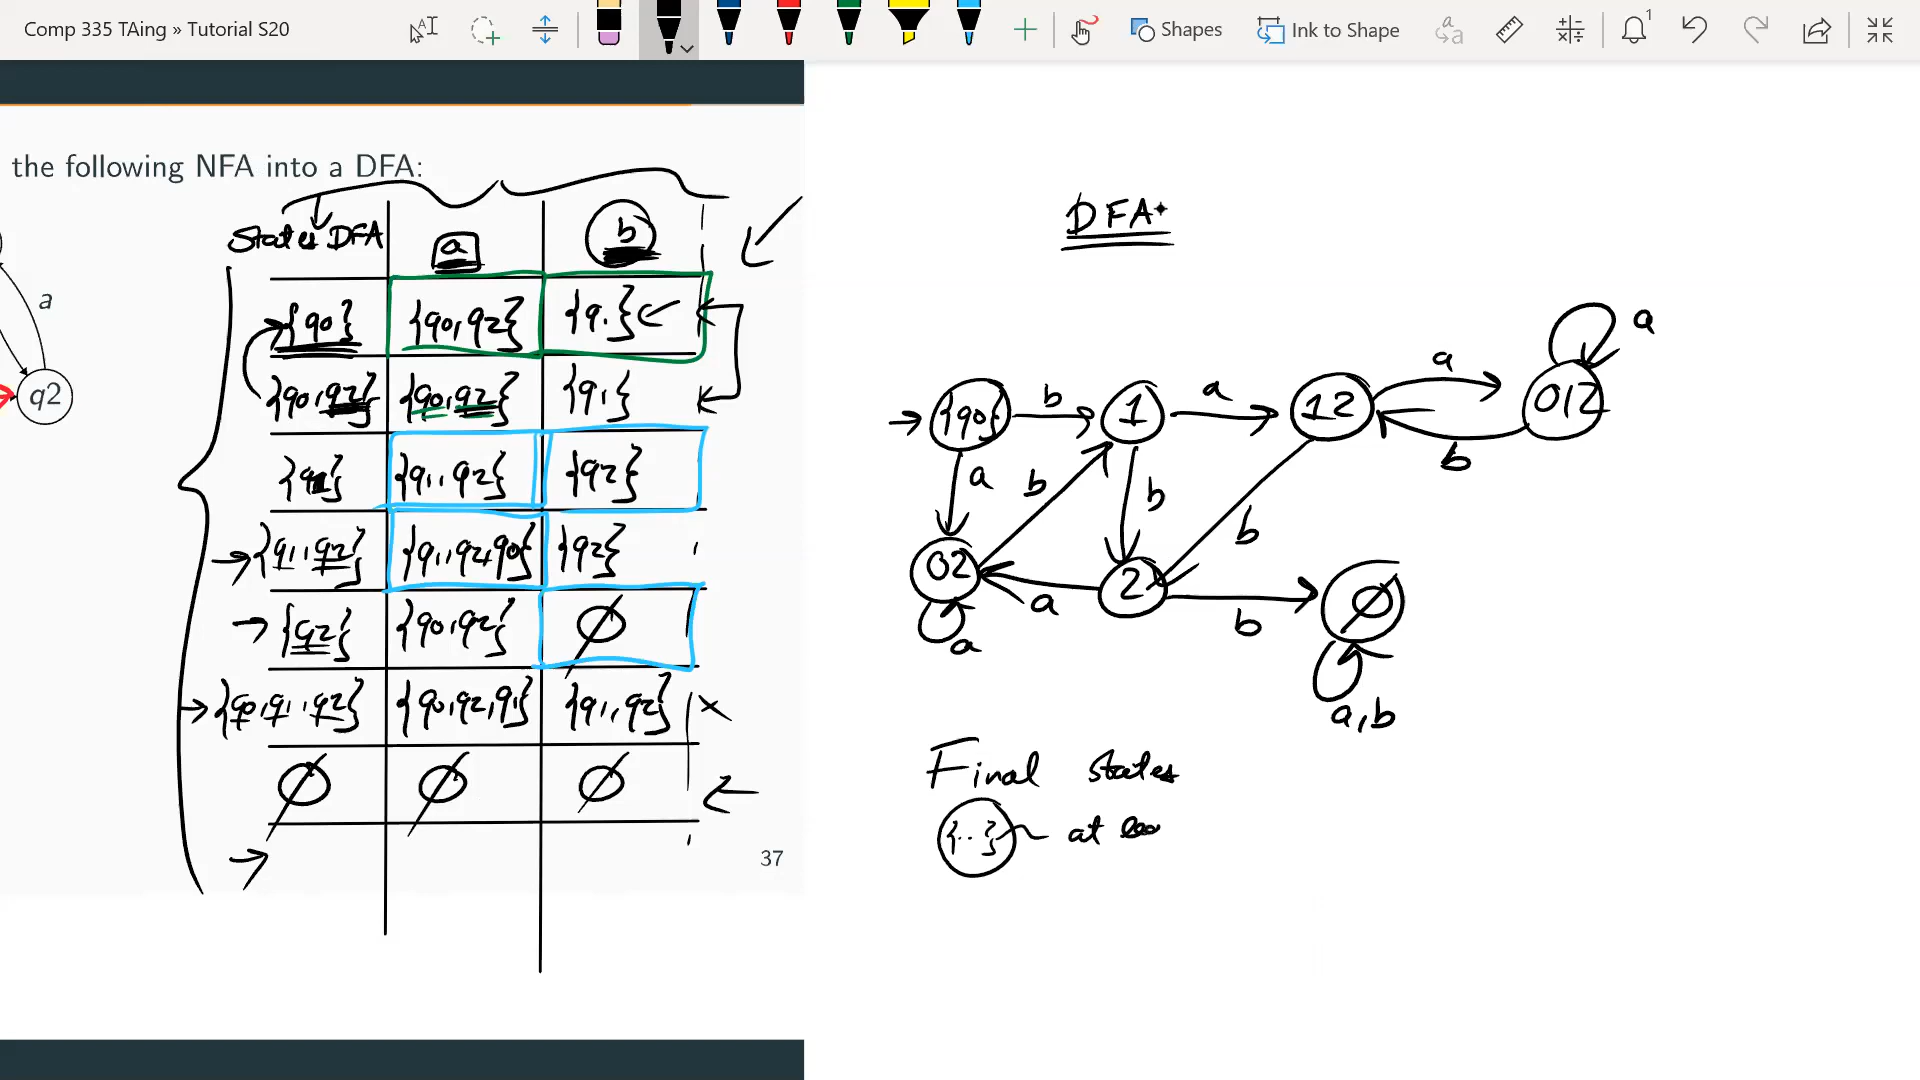 Comp 335 TAing » Tutorial S20
Shapes
Ink to Shape
1
the following NFA into a DFA:
a
q2
States DFA a b
{q0} {q0,q2} {q1}
{q0,q2} {q0,q2} {q1}
{q1} {q1,q2} {q2}
{q1,q2} {q1,q2,q0} {q2}
{q2} {q0,q2} ∅
{q0,q1,q2} {q0,q2,q1} {q1,q2}
∅ ∅ ∅
37
DFA
a
a
{q0} b 1 a 12 012
b
a b b
b
02 a 2 b ∅
a
a,b
Final states
{..} at